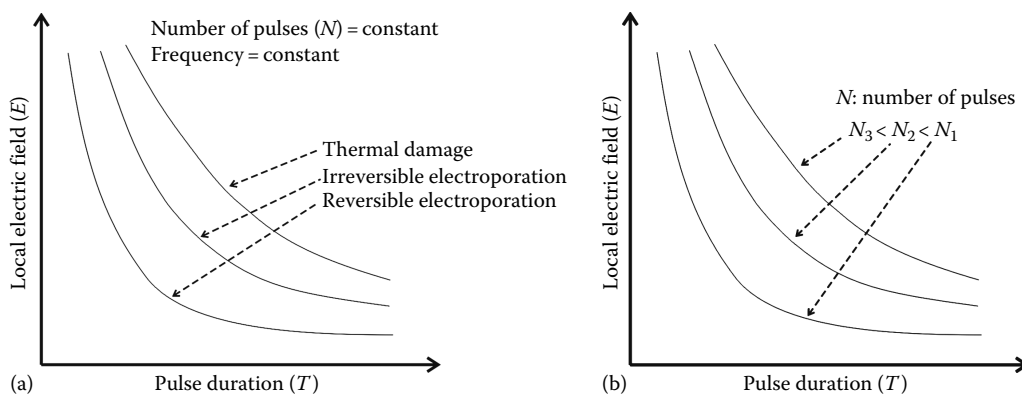 Number of pulses (N) = constant
Frequency = constant
Thermal damage
Irreversible electroporation
Reversible electroporation
Local electric field (E)
Pulse duration (T)
(a)
N: number of pulses
N₃ < N₂ < N₁
Local electric field (E)
Pulse duration (T)
(b)